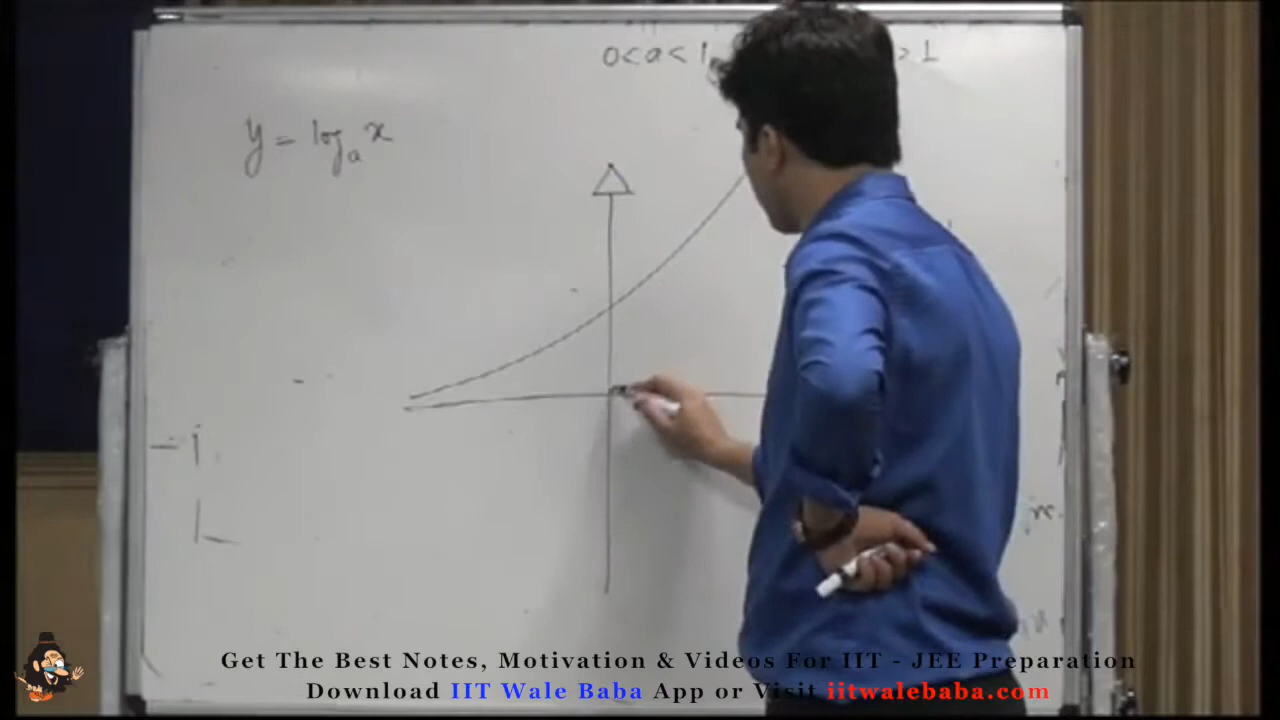 0<a<1 >1
y = log_a x
Get The Best Notes, Motivation & Videos For IIT - JEE Preparation
Download IIT Wale Baba App or Visit iitwalebaba.com